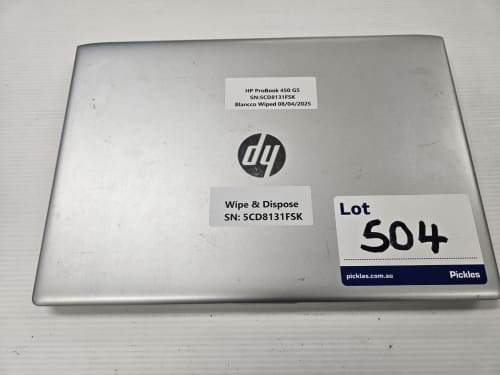 HP ProBook 450 G5
SN:5CD8131FSK
Blancco Wiped 08/04/2025
hp
Wipe & Dispose
SN: 5CD8131FSK
Lot
504
pickles.com.au
Pickles